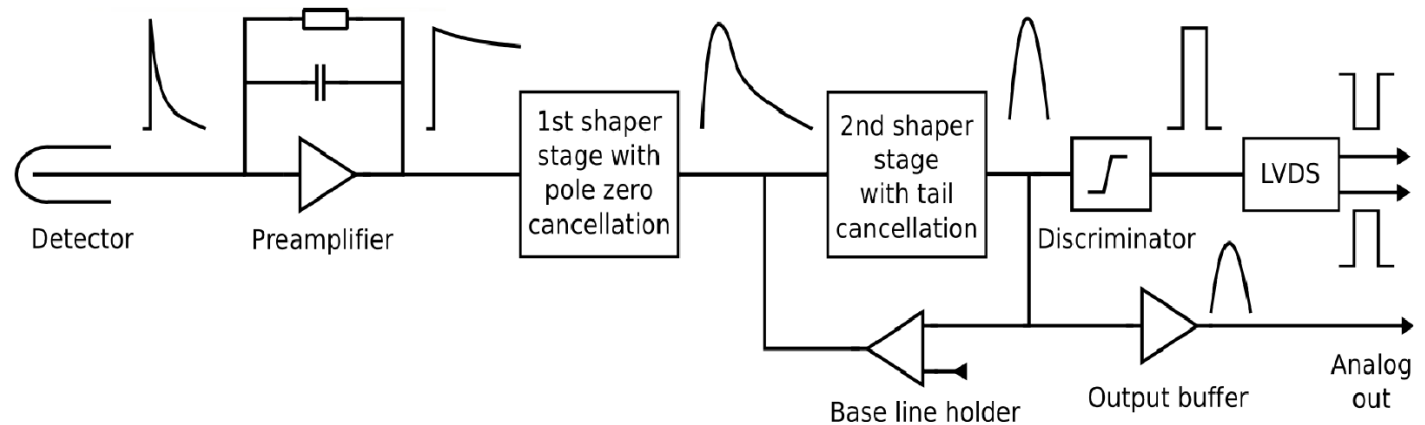 Detector
Preamplifier
1st shaper
stage with
pole zero
cancellation
2nd shaper
stage
with tail
cancellation
Discriminator
LVDS
Base line holder
Output buffer
Analog
out